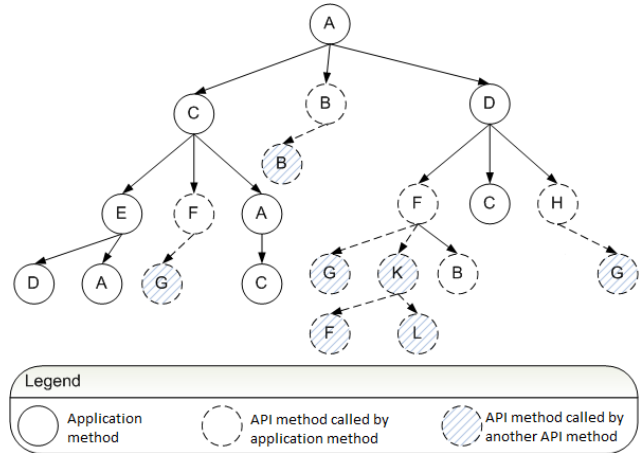 A
C
B
D
B
E
F
A
F
C
H
D
A
G
C
G
K
B
G
F
L
Legend
Application
method
API method called by
application method
API method called by
another API method